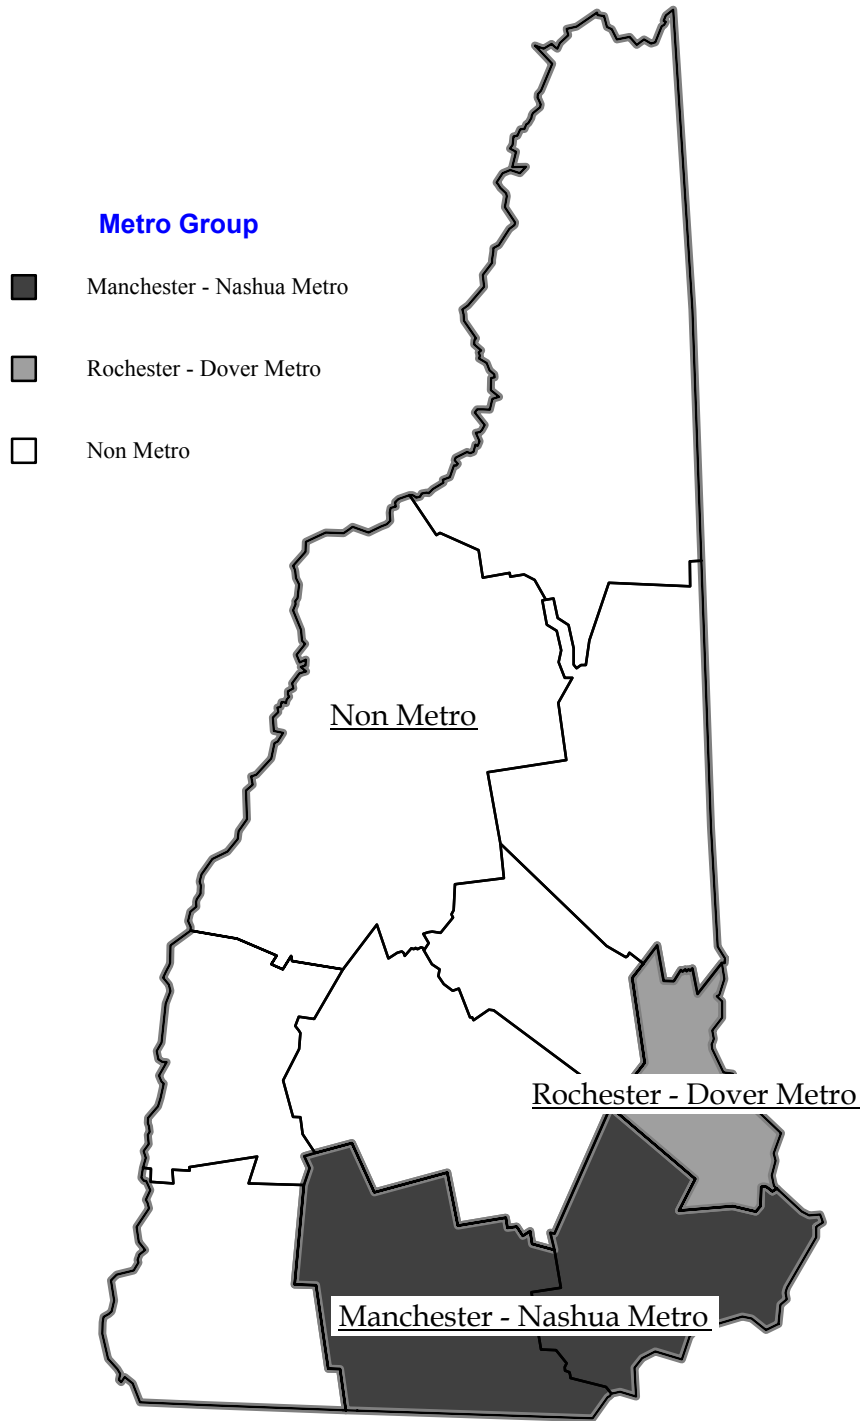 Metro Group
Manchester - Nashua Metro
Rochester - Dover Metro
Non Metro
Non Metro
Rochester - Dover Metro
Manchester - Nashua Metro